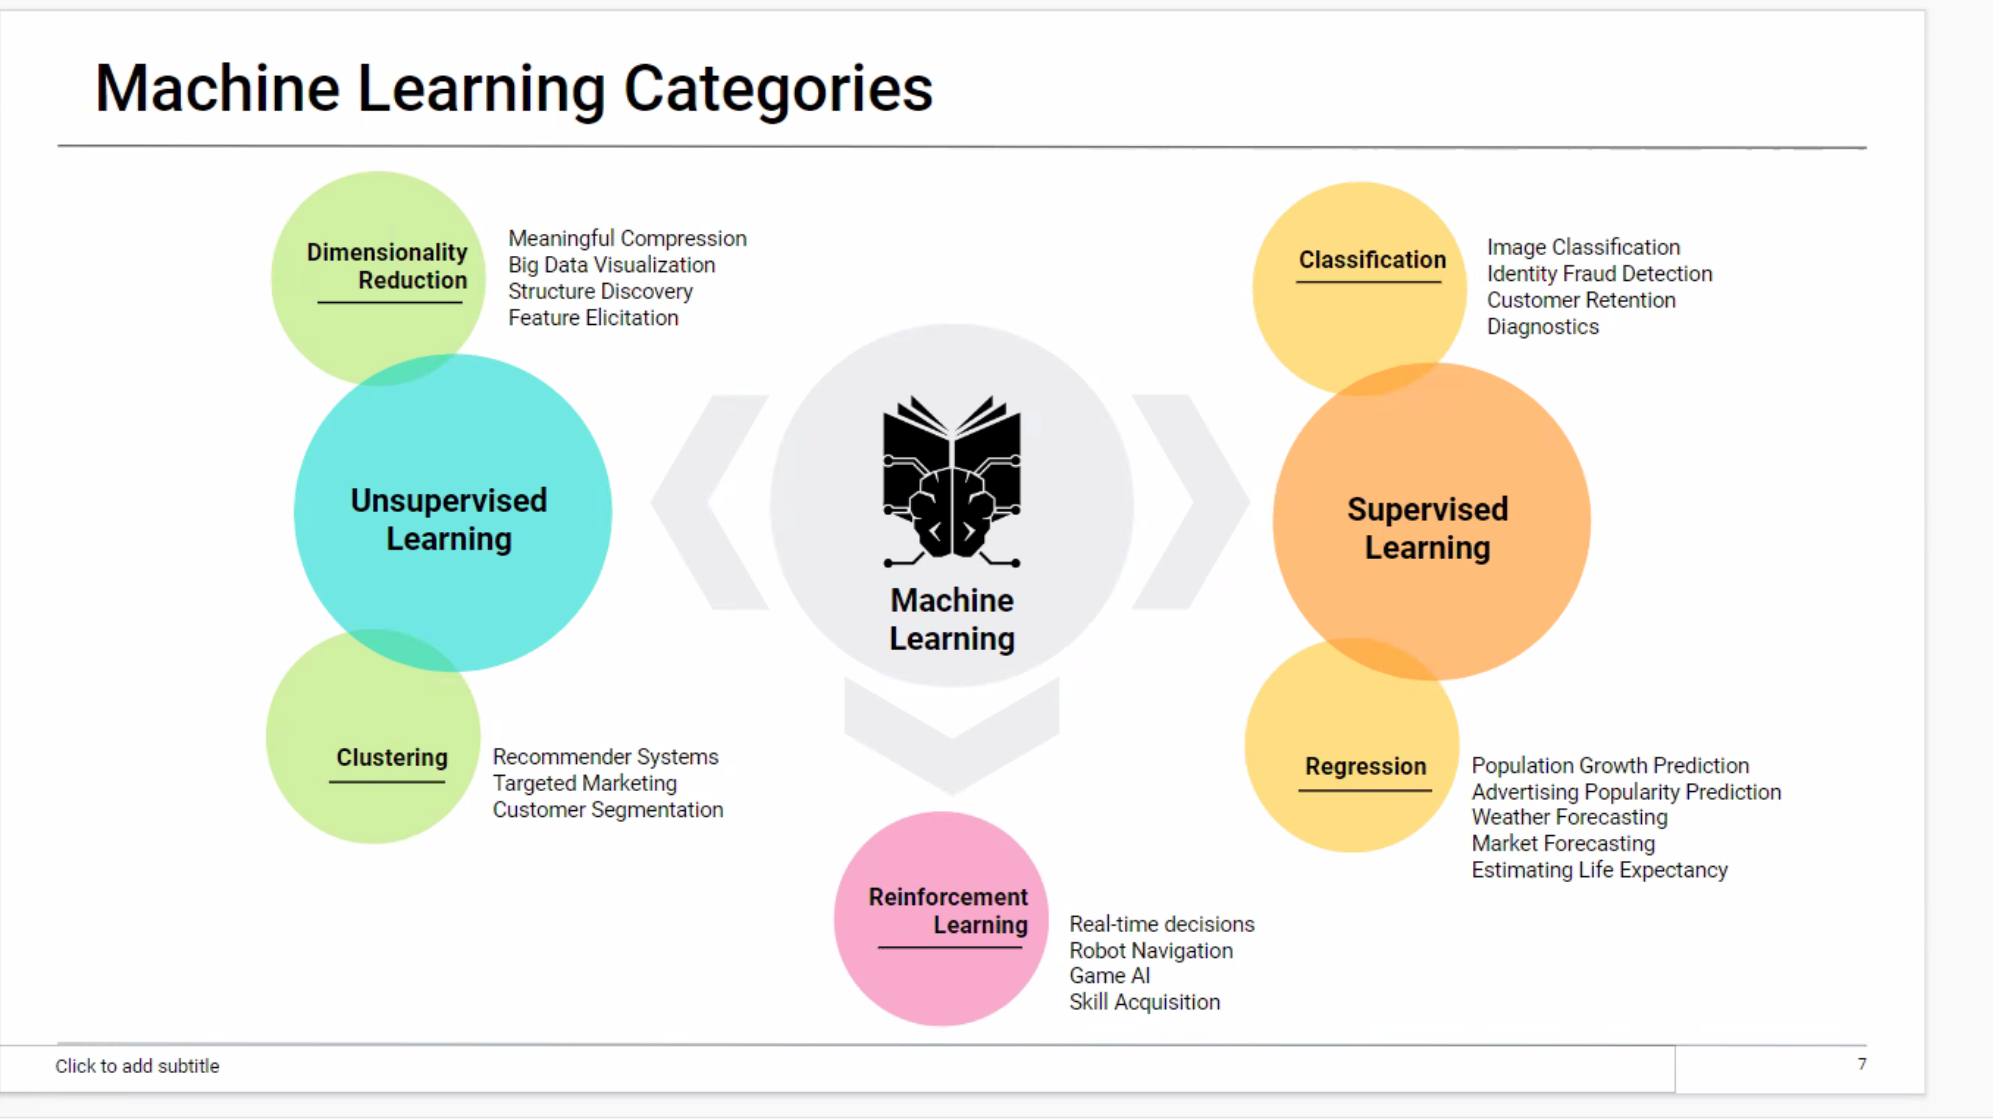 Machine Learning Categories
Dimensionality
Reduction
Meaningful Compression
Big Data Visualization
Structure Discovery
Feature Elicitation
Classification
Image Classification
Identity Fraud Detection
Customer Retention
Diagnostics
Unsupervised
Learning
Machine
Learning
Supervised
Learning
Clustering
Recommender Systems
Targeted Marketing
Customer Segmentation
Regression
Population Growth Prediction
Advertising Popularity Prediction
Weather Forecasting
Market Forecasting
Estimating Life Expectancy
Reinforcement
Learning
Real-time decisions
Robot Navigation
Game AI
Skill Acquisition
Click to add subtitle
7